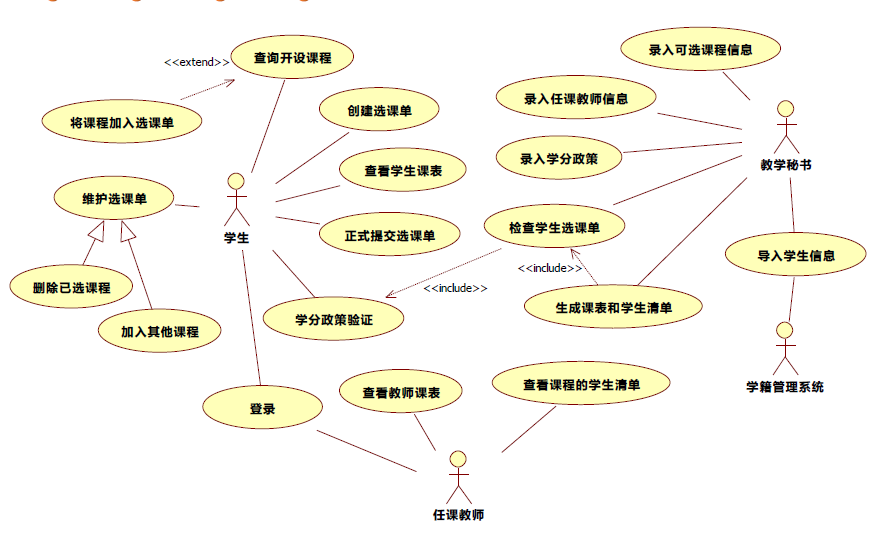 录入可选课程信息
查询开设课程
<<extend>>
录入任课教师信息
创建选课单
将课程加入选课单
教学秘书
录入学分政策
查看学生课表
维护选课单
检查学生选课单
正式提交选课单
学生
导入学生信息
<<include>>
删除已选课程
<<include>>
生成课表和学生清单
学分政策验证
加入其他课程
查看课程的学生清单
学籍管理系统
查看教师课表
登录
任课教师